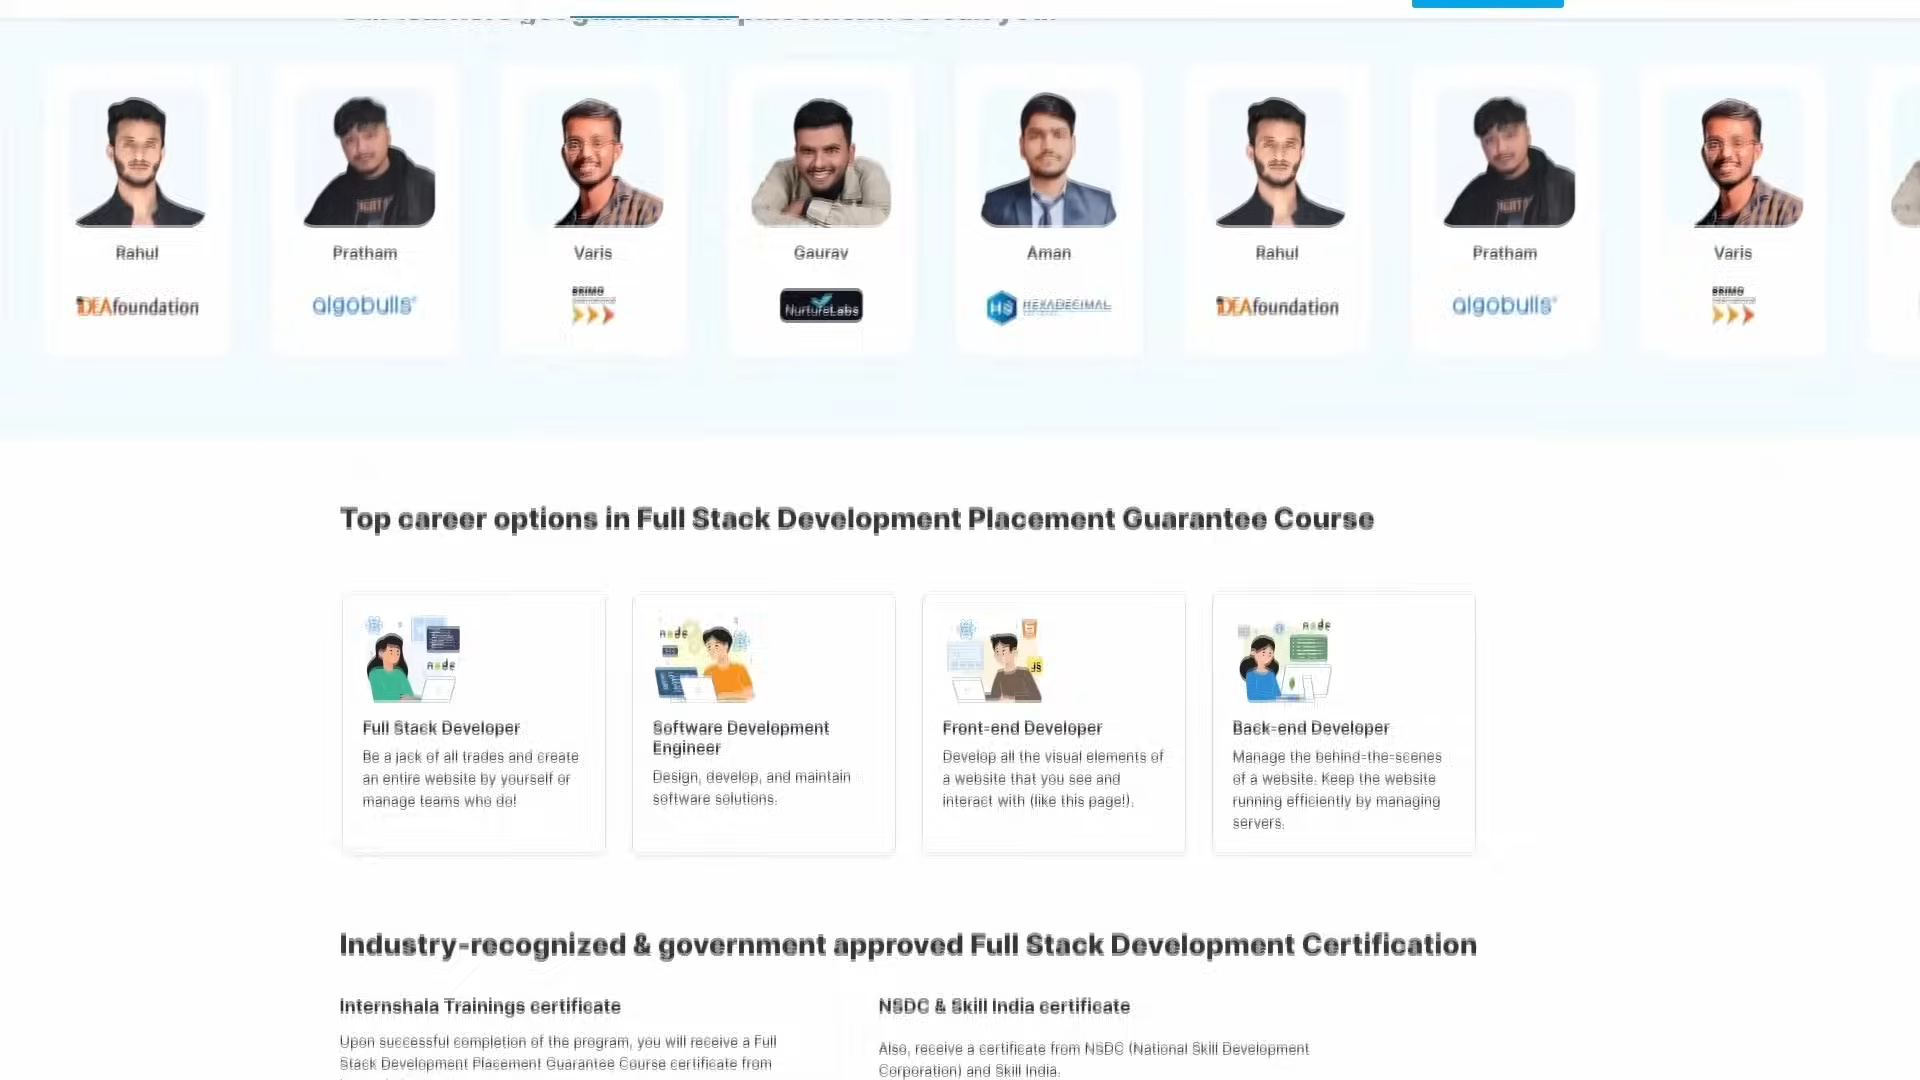 Rahul
Pratham
Varis
Gaurav
Aman
Rahul
Pratham
Varis
IDEAfoundation
algobulls
PRIMO
NurtureLabs
HS HEXADECIMAL
IDEAfoundation
algobulls
PRIMO
Top career options in Full Stack Development Placement Guarantee Course
node
node
JS
node
Full Stack Developer
Be a jack of all trades and create
an entire website by yourself or
manage teams who do!
Software Development
Engineer
Design, develop, and maintain
software solutions.
Front-end Developer
Develop all the visual elements of
a website that you see and
interact with (like this page!).
Back-end Developer
Manage the behind-the-scenes
of a website. Keep the website
running efficiently by managing
servers.
Industry-recognized & government approved Full Stack Development Certification
Internshala Trainings certificate
Upon successful completion of the program, you will receive a Full
Stack Development Placement Guarantee Course certificate from
NSDC & Skill India certificate
Also, receive a certificate from NSDC (National Skill Development
Corporation) and Skill India.